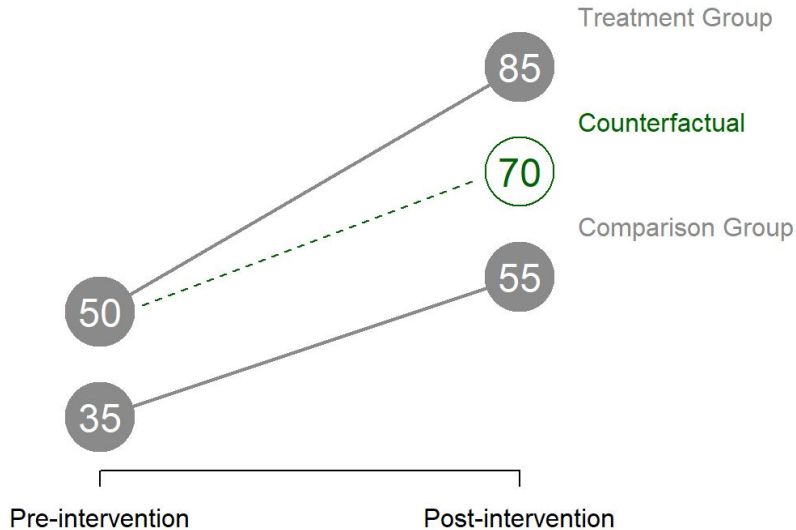 Treatment Group
85
Counterfactual
70
Comparison Group
55
50
35
Pre-intervention
Post-intervention